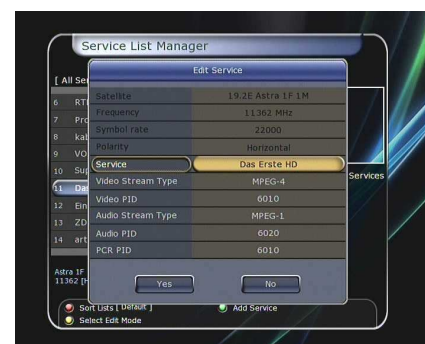 Service List Manager
Edit Service
[ All Ser
Satellite 19.2E Astra 1F 1M
Frequency 11362 MHz
Symbol rate 22000
Polarity Horizontal
Service Das Erste HD
Video Stream Type MPEG-4
Video PID 6010
Audio Stream Type MPEG-1
Audio PID 6020
PCR PID 6010
Yes No
6 RTI
7 Pro
8 kab
9 VO
10 Sup
11 Das
12 Ein
13 ZD
14 art
Services
Astra 1F
11362 [H
Sort Lists [ Default ] Add Service
Select Edit Mode